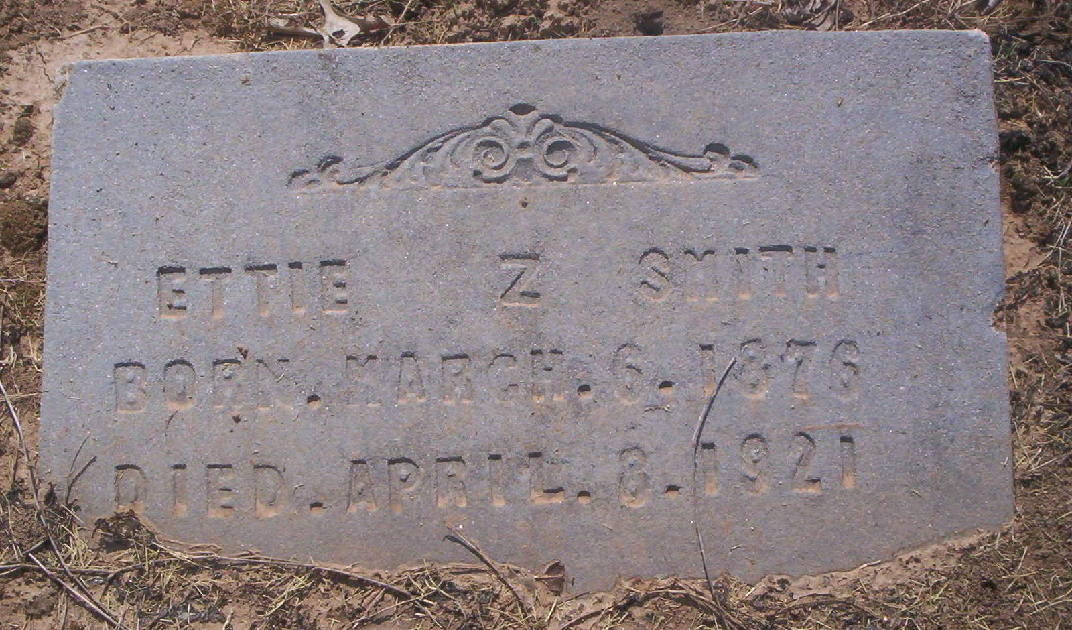 ETTIE Z SMITH
BORN. MARCH. 6. 1876
DIED. APRIL. 8. 1921